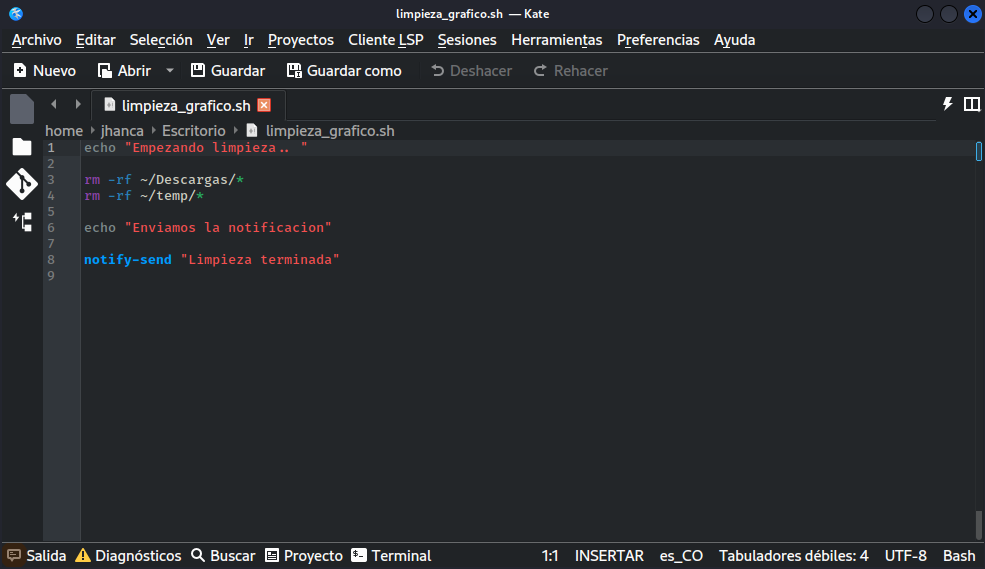 limpieza_grafico.sh — Kate
Archivo Editar Selección Ver Ir Proyectos Cliente LSP Sesiones Herramientas Preferencias Ayuda
Nuevo Abrir Guardar Guardar como Deshacer Rehacer
limpieza_grafico.sh
home jhanca Escritorio limpieza_grafico.sh
1 echo "Empezando limpieza.. "
2
3 rm -rf ~/Descargas/*
4 rm -rf ~/temp/*
5
6 echo "Enviamos la notificacion"
7
8 notify-send "Limpieza terminada"
9
Salida Diagnósticos Buscar Proyecto Terminal 1:1 INSERTAR es_CO Tabuladores débiles: 4 UTF-8 Bash